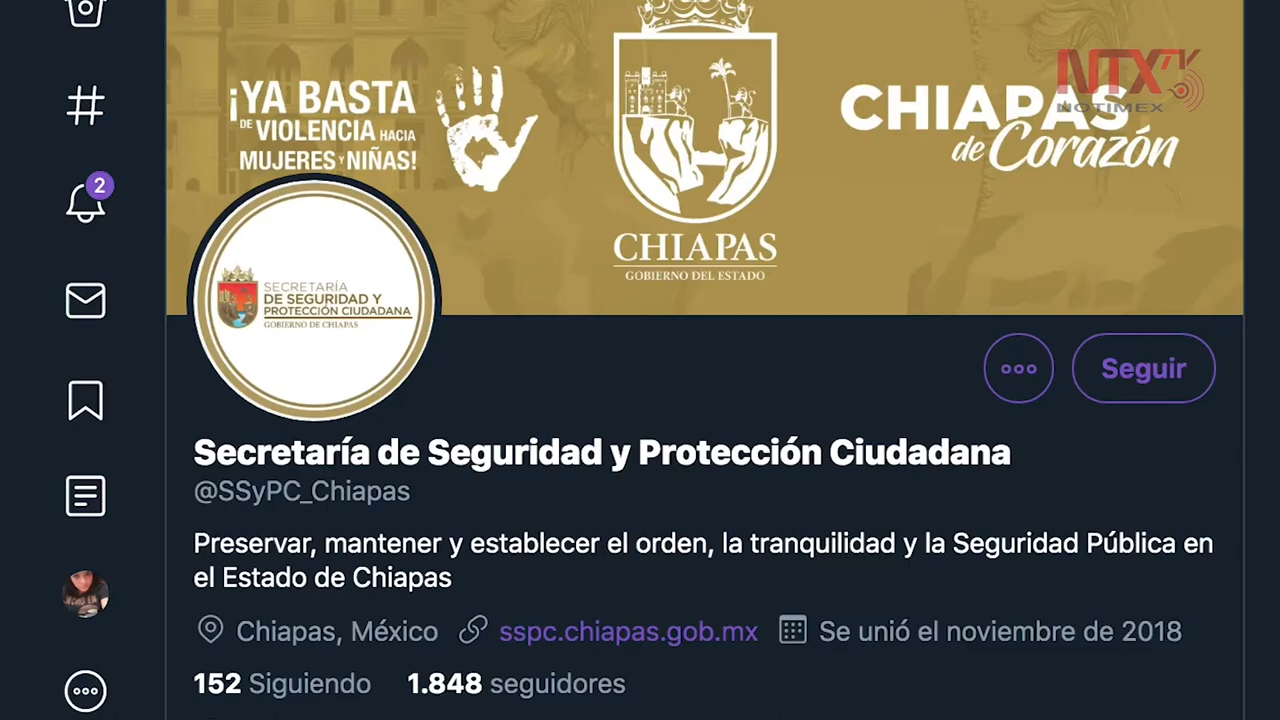 ¡YA BASTA
DE VIOLENCIA HACIA
MUJERES Y NIÑAS!
CHIAPAS
GOBIERNO DEL ESTADO
CHIAPAS
de Corazón
NTX TV
NOTIMEX
2
SECRETARÍA
DE SEGURIDAD Y
PROTECCIÓN CIUDADANA
GOBIERNO DE CHIAPAS
Seguir
Secretaría de Seguridad y Protección Ciudadana
@SSyPC_Chiapas
Preservar, mantener y establecer el orden, la tranquilidad y la Seguridad Pública en
el Estado de Chiapas
Chiapas, México sspc.chiapas.gob.mx Se unió el noviembre de 2018
152 Siguiendo 1.848 seguidores